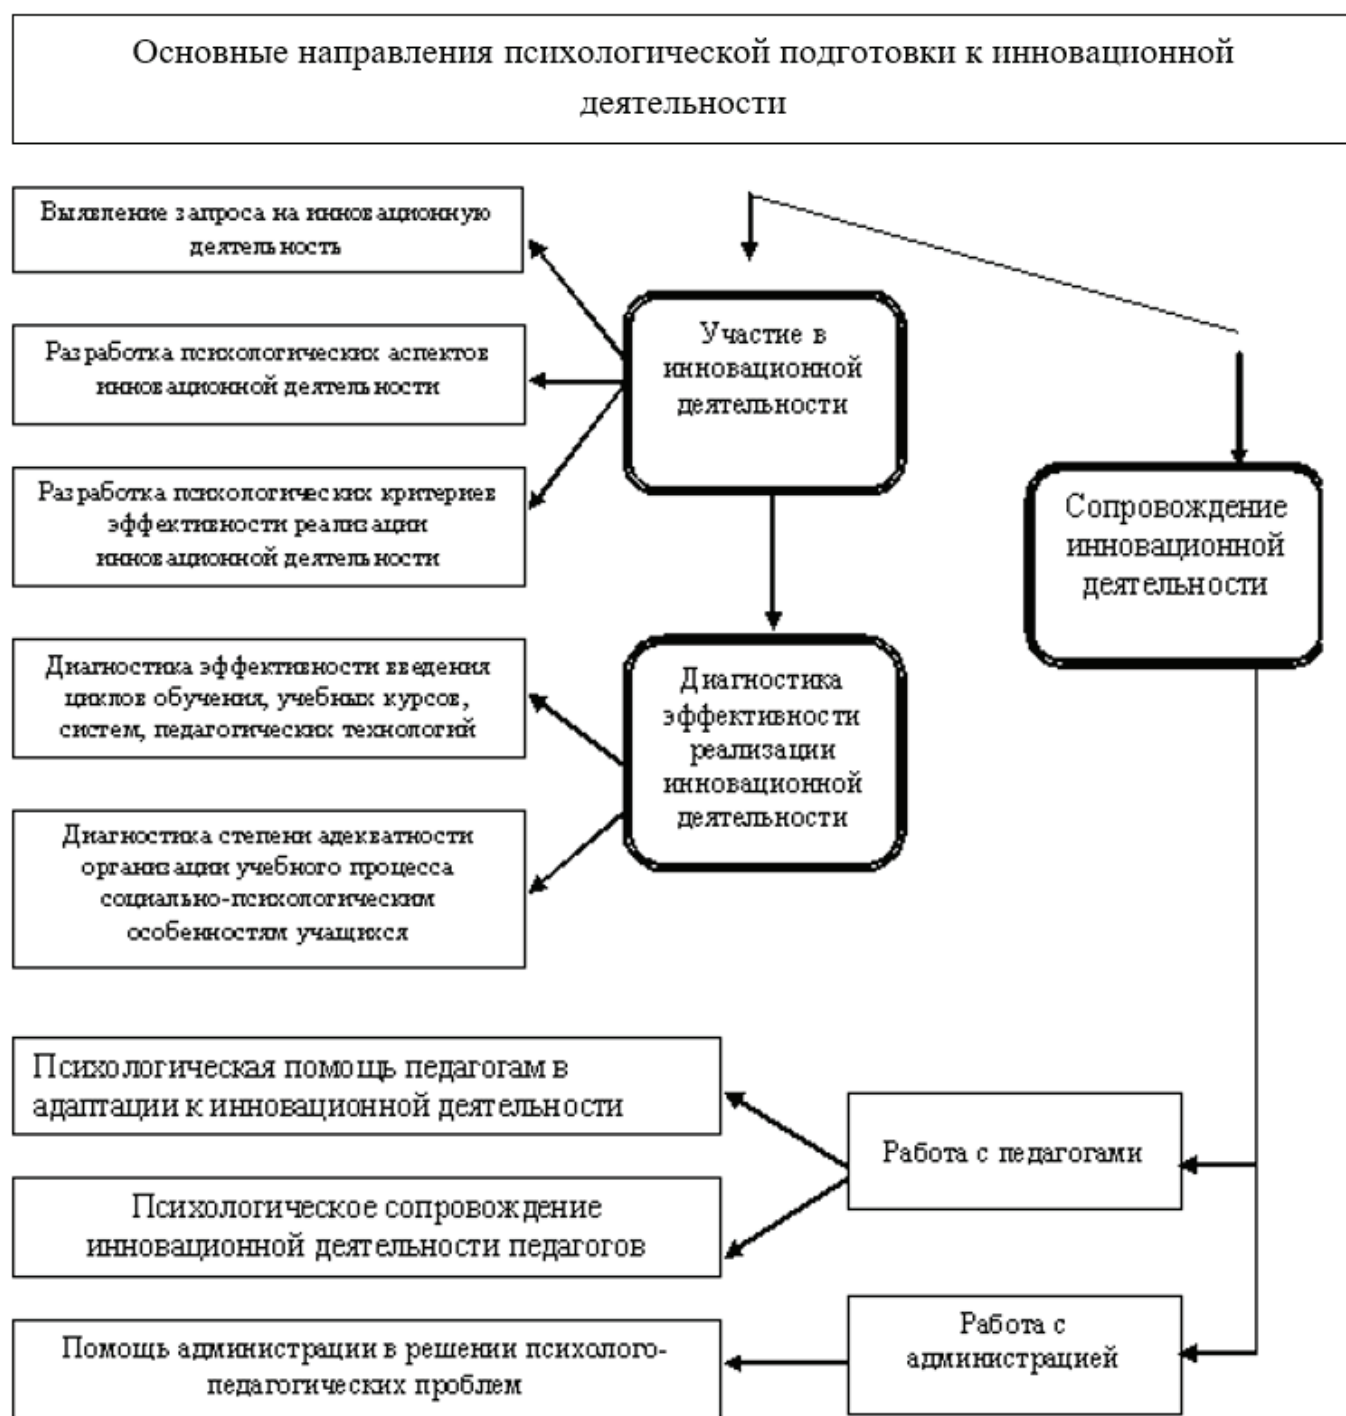 Основные направления психологической подготовки к инновационной
деятельности
Выявление запроса на инновационную
деятельность
Разработка психологических аспектов
инновационной деятельности
Разработка психологических критериев
эффективности реализации
инновационной деятельности
Участие в
инновационной
деятельности
Сопровождение
инновационной
деятельности
Диагностика эффективности введения
циклов обучения, учебных курсов,
систем, педагогических технологий
Диагностика степени адекватности
организации учебного процесса
социально-психологическим
особенностям учащихся
Диагностика
эффективности
реализации
инновационной
деятельности
Психологическая помощь педагогам в
адаптации к инновационной деятельности
Психологическое сопровождение
инновационной деятельности педагогов
Работа с педагогами
Помощь администрации в решении психолого-
педагогических проблем
Работа с
администрацией